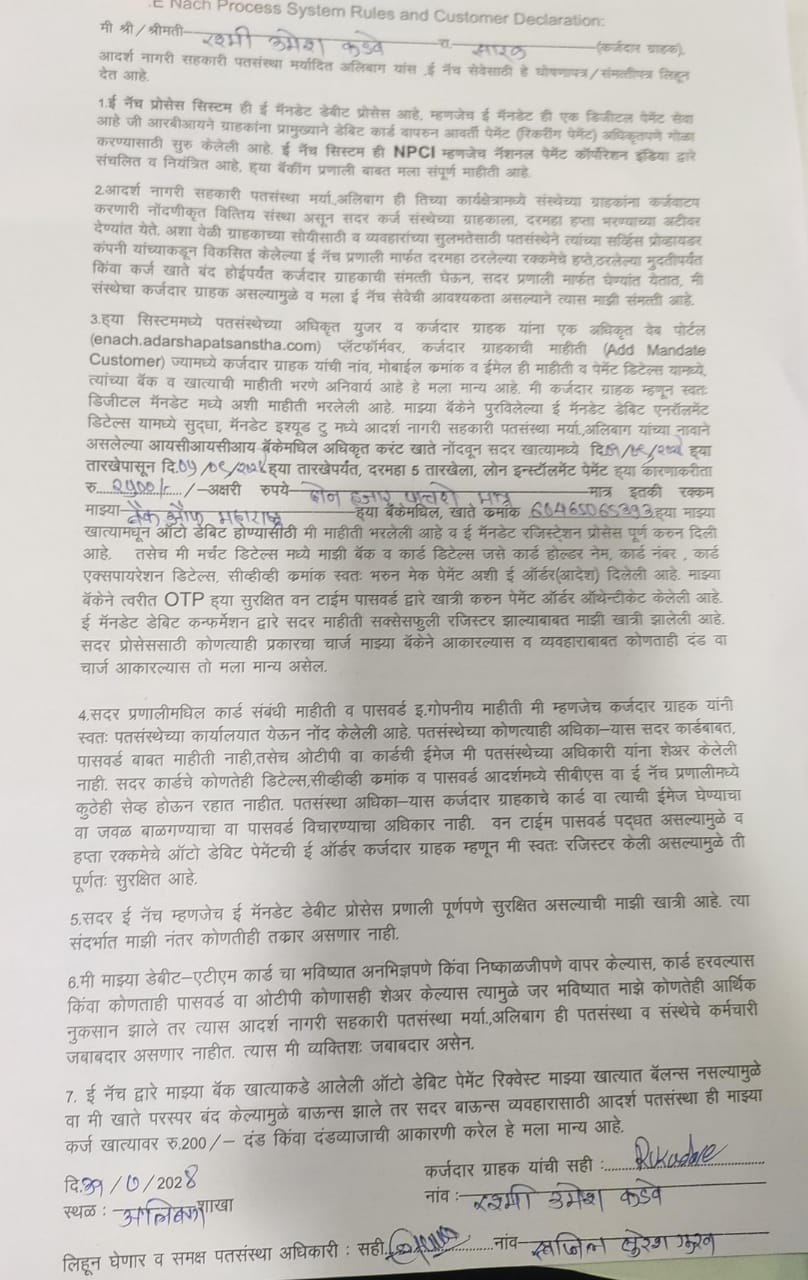 .E Nach Process System Rules and Customer Declaration:
मी श्री/श्रीमती रश्मी उमेश कडवे रा. सारळ (कर्जदार ग्राहक).
आदर्श नागरी सहकारी पतसंस्था मर्यादित अलिबाग यांस ,ई नॅच सेवेसाठी हे घोषणापत्र/संमत्तीपत्र लिहून
देत आहे.
1.ई नॅच प्रोसेस सिस्टिम ही ई मॅनडेट डेबीट प्रोसेस आहे, म्हणजेच ई मॅनडेट ही एक डिजीटल पेमेंट सेवा
आहे जी आरबीआयने ग्राहकांना प्रामुख्याने डेबिट कार्ड वापरुन आवर्ती पेमेंट (रिकरींग पेमेंट) अधिकृतपणे गोळा
करण्यासाठी सुरु केलेली आहे. ई नॅच सिस्टिम ही NPCI म्हणजेच नॅशनल पेमेंट कॉर्पोरेशन इंडिया द्वारे
संचलित व नियंत्रित आहे, ह्या बॅकींग प्रणाली बाबत मला संपूर्ण माहीती आहे.
2.आदर्श नागरी सहकारी पतसंस्था मर्या.,अलिबाग ही तिच्या कार्यक्षेत्रामध्ये संस्थेच्या ग्राहकांना कर्जवाटप
करणारी नोंदणीकृत वित्तिय संस्था असून सदर कर्ज संस्थेच्या ग्राहकाला, दरमहा हप्ता भरण्याच्या अटीवर
देण्यांत येते. अशा वेळी ग्राहकाच्या सोयीसाठी व व्यवहारांच्या सुलभतेसाठी पतसंस्थेने त्यांच्या सर्व्हिस प्रोव्हायडर
कंपनी यांच्याकडून विकसित केलेल्या ई नॅच प्रणाली मार्फत दरमहा ठरलेल्या रक्कमेचे हप्ते,ठरलेल्या मुदतीपर्यंत
किंवा कर्ज खाते बंद होईपर्यंत कर्जदार ग्राहकाची संमत्ती घेऊन, सदर प्रणाली मार्फत घेण्यांत येतात, मी
संस्थेचा कर्जदार ग्राहक असल्यामुळे व मला ई नॅच सेवेची आवश्यकता असल्याने त्यास माझी संमत्ती आहे.
3.ह्या सिस्टिममध्ये पतसंस्थेच्या अधिकृत युजर व कर्जदार ग्राहक यांना एक अधिकृत वेब पोर्टल
(enach.adarshapatsanstha.com) प्लॅटफॉर्मवर, कर्जदार ग्राहकाची माहीती (Add Mandate
Customer) ज्यामध्ये कर्जदार ग्राहक यांची नांव, मोबाईल क्रमांक व ईमेल ही माहीती व पेमेंट डिटेल्स यामध्ये,
त्यांच्या बॅक व खात्याची माहीती भरणे अनिवार्य आहे हे मला मान्य आहे. मी कर्जदार ग्राहक म्हणून स्वतः
डिजीटल मॅनडेट मध्ये अशी माहीती भरलेली आहे. माझ्या बॅकेने पुरविलेल्या ई मॅनडेट डेबिट एनरॉलमेंट
डिटेल्स यामध्ये सुद्धा, मॅनडेट इश्युड टु मध्ये आदर्श नागरी सहकारी पतसंस्था मर्या.,अलिबाग यांच्या नावाने
असलेल्या आयसीआयसीआय बॅकेमधिल अधिकृत करंट खाते नोंदवून सदर खात्यामध्ये दि. ह्या
तारखेपासून दि. ह्या तारखेपर्यंत, दरमहा 5 तारखेला, लोन इन्स्टॉलमेंट पेमेंट ह्या कारणाकरीता
रु. २५००/- /-अक्षरी रुपये दोन हजार पाचशे मात्र मात्र इतकी रक्कम
माझ्या बँक ऑफ महाराष्ट्र ह्या बॅकेमधिल, खाते क्रमांक 60465065393 ह्या माझ्या
खात्यामधून ऑटो डेबिट होण्यासाठी मी माहीती भरलेली आहे व ई मॅनडेट रजिस्ट्रेशन प्रोसेस पूर्ण करुन दिली
आहे. तसेच मी मर्चंट डिटेल्स मध्ये माझी बॅक व कार्ड डिटेल्स जसे कार्ड होल्डर नेम, कार्ड नंबर , कार्ड
एक्सपायरेशन डिटेल्स, सीव्हीव्ही क्रमांक स्वतः भरुन मेक पेमेंट अशी ई ऑर्डर(आदेश) दिलेली आहे. माझ्या
बॅकेने त्वरीत OTP ह्या सुरक्षित वन टाईम पासवर्ड द्वारे खात्री करुन पेमेंट ऑर्डर ऑथेन्टीकेट केलेली आहे.
ई मॅनडेट डेबिट कन्फर्मेशन द्वारे सदर माहीती सक्सेसफुली रजिस्टर झाल्याबाबत माझी खात्री झालेली आहे.
सदर प्रोसेससाठी कोणत्याही प्रकारचा चार्ज माझ्या बॅकेने आकारल्यास व व्यवहाराबाबत कोणताही दंड वा
चार्ज आकारल्यास तो मला मान्य असेल.
4.सदर प्रणालीमधिल कार्ड संबंधी माहीती व पासवर्ड इ.गोपनीय माहीती मी म्हणजेच कर्जदार ग्राहक यांनी
स्वतः पतसंस्थेच्या कार्यालयात येऊन नोंद केलेली आहे. पतसंस्थेच्या कोणत्याही अधिका–यास सदर कार्डबाबत,
पासवर्ड बाबत माहीती नाही,तसेच ओटीपी वा कार्डची ईमेज मी पतसंस्थेच्या अधिकारी यांना शेअर केलेली
नाही. सदर कार्डचे कोणतेही डिटेल्स,सीव्हीव्ही क्रमांक व पासवर्ड आदर्शमध्ये सीबीएस वा ई नॅच प्रणालीमध्ये
कुठेही सेव्ह होऊन रहात नाहीत. पतसंस्था अधिका–यास कर्जदार ग्राहकाचे कार्ड वा त्याची ईमेज घेण्याचा
वा जवळ बाळगण्याचा वा पासवर्ड विचारण्याचा अधिकार नाही. वन टाईम पासवर्ड पद्धत असल्यामुळे व
हप्ता रक्कमेचे ऑटो डेबिट पेमेंटची ई ऑर्डर कर्जदार ग्राहक म्हणून मी स्वतः रजिस्टर केली असल्यामुळे ती
पूर्णतः सुरक्षित आहे.
5.सदर ई नॅच म्हणजेच ई मॅनडेट डेबीट प्रोसेस प्रणाली पूर्णपणे सुरक्षित असल्याची माझी खात्री आहे. त्या
संदर्भात माझी नंतर कोणतीही तक्रार असणार नाही.
6.मी माझ्या डेबीट–एटीएम कार्ड चा भविष्यात अनभिज्ञपणे किंवा निष्काळजीपणे वापर केल्यास, कार्ड हरवल्यास
किंवा कोणताही पासवर्ड वा ओटीपी कोणासही शेअर केल्यास त्यामुळे जर भविष्यात माझे कोणतेही आर्थिक
नुकसान झाले तर त्यास आदर्श नागरी सहकारी पतसंस्था मर्या.,अलिबाग ही पतसंस्था व संस्थेचे कर्मचारी
जबाबदार असणार नाहीत. त्यास मी व्यक्तिशः जबाबदार असेन.
7. ई नॅच द्वारे माझ्या बॅक खात्याकडे आलेली ऑटो डेबिट पेमेंट रिक्वेस्ट माझ्या खात्यात बॅलन्स नसल्यामुळे
वा मी खाते परस्पर बंद केल्यामुळे बाऊन्स झाले तर सदर बाऊन्स व्यवहारासाठी आदर्श पतसंस्था ही माझ्या
कर्ज खात्यावर रु.200/– दंड किंवा दंडव्याजाची आकारणी करेल हे मला मान्य आहे.
कर्जदार ग्राहक यांची सही :
दि. /७/2024
नांव :- रश्मी उमेश कडवे
स्थळ : अलिबाग शाखा
लिहून घेणार व समक्ष पतसंस्था अधिकारी : सही नांव सुरेश